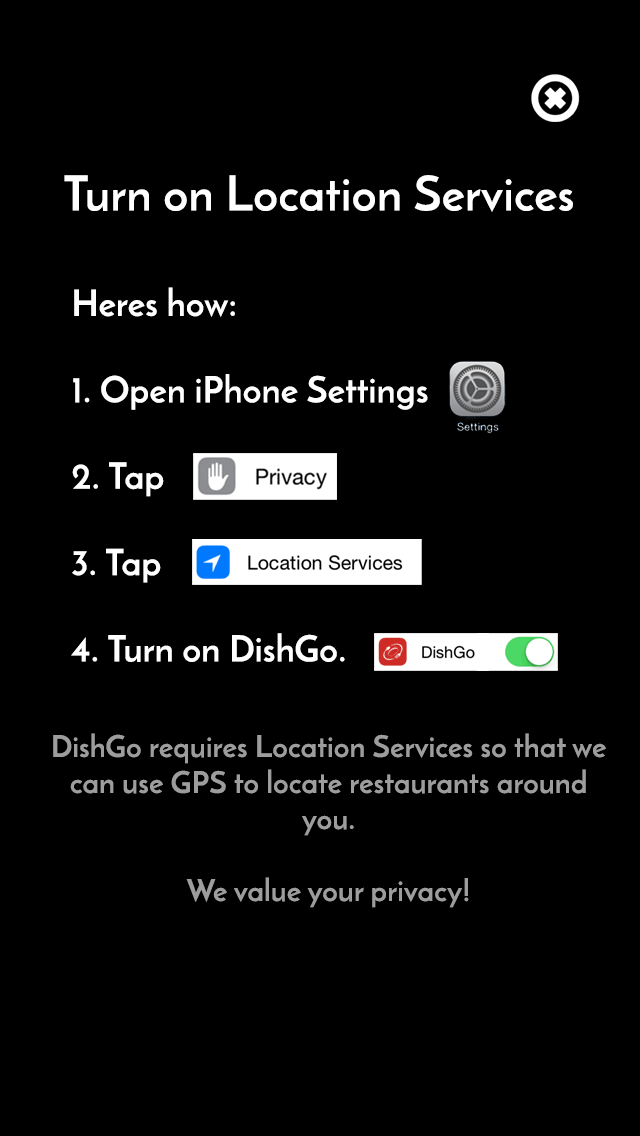 Turn on Location Services
Heres how:
1. Open iPhone Settings
Settings
2. Tap Privacy
3. Tap Location Services
4. Turn on DishGo. DishGo
DishGo requires Location Services so that we
can use GPS to locate restaurants around
you.
We value your privacy!